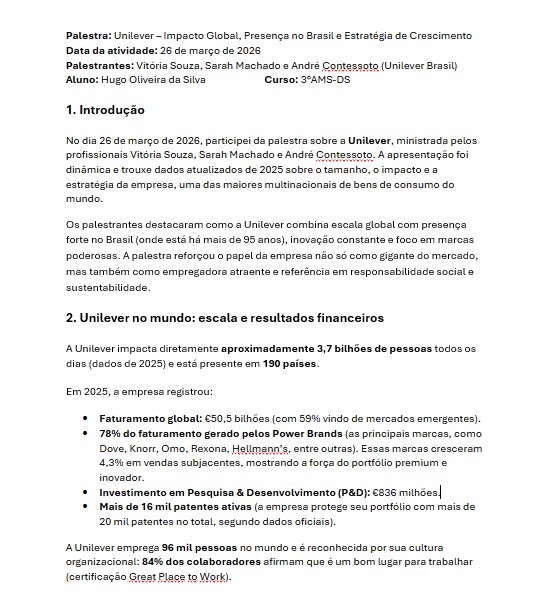 Palestra: Unilever – Impacto Global, Presença no Brasil e Estratégia de Crescimento
Data da atividade: 26 de março de 2026
Palestrantes: Vitória Souza, Sarah Machado e André Contessoto (Unilever Brasil)
Aluno: Hugo Oliveira da Silva Curso: 3ºAMS-DS
1. Introdução
No dia 26 de março de 2026, participei da palestra sobre a Unilever, ministrada pelos
profissionais Vitória Souza, Sarah Machado e André Contessoto. A apresentação foi
dinâmica e trouxe dados atualizados de 2025 sobre o tamanho, o impacto e a
estratégia da empresa, uma das maiores multinacionais de bens de consumo do
mundo.
Os palestrantes destacaram como a Unilever combina escala global com presença
forte no Brasil (onde está há mais de 95 anos), inovação constante e foco em marcas
poderosas. A palestra reforçou o papel da empresa não só como gigante do mercado,
mas também como empregadora atraente e referência em responsabilidade social e
sustentabilidade.
2. Unilever no mundo: escala e resultados financeiros
A Unilever impacta diretamente aproximadamente 3,7 bilhões de pessoas todos os
dias (dados de 2025) e está presente em 190 países.
Em 2025, a empresa registrou:
• Faturamento global: €50,5 bilhões (com 59% vindo de mercados emergentes).
• 78% do faturamento gerado pelos Power Brands (as principais marcas, como
Dove, Knorr, Omo, Rexona, Hellmann's, entre outras). Essas marcas cresceram
4,3% em vendas subjacentes, mostrando a força do portfólio premium e
inovador.
• Investimento em Pesquisa & Desenvolvimento (P&D): €836 milhões.
• Mais de 16 mil patentes ativas (a empresa protege seu portfólio com mais de
20 mil patentes no total, segundo dados oficiais).
A Unilever emprega 96 mil pessoas no mundo e é reconhecida por sua cultura
organizacional: 84% dos colaboradores afirmam que é um bom lugar para trabalhar
(certificação Great Place to Work).